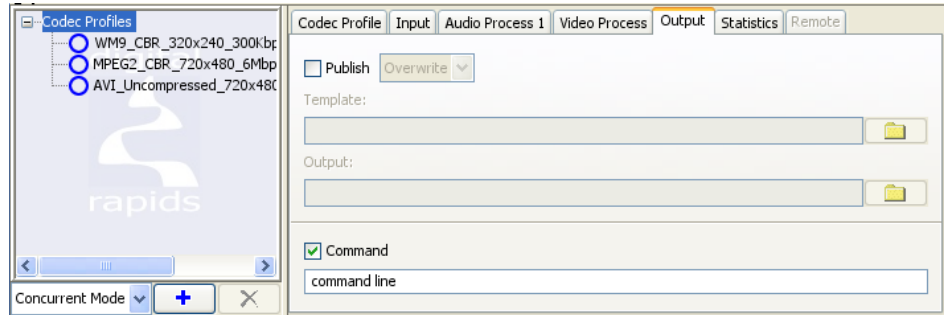 Codec Profiles
WM9_CBR_320x240_300Kbp
MPEG2_CBR_720x480_6Mbp
AVI_Uncompressed_720x480
digital
rapids
Concurrent Mode
Codec Profile Input Audio Process 1 Video Process Output Statistics Remote
Publish Overwrite
Template:
Output:
Command
command line